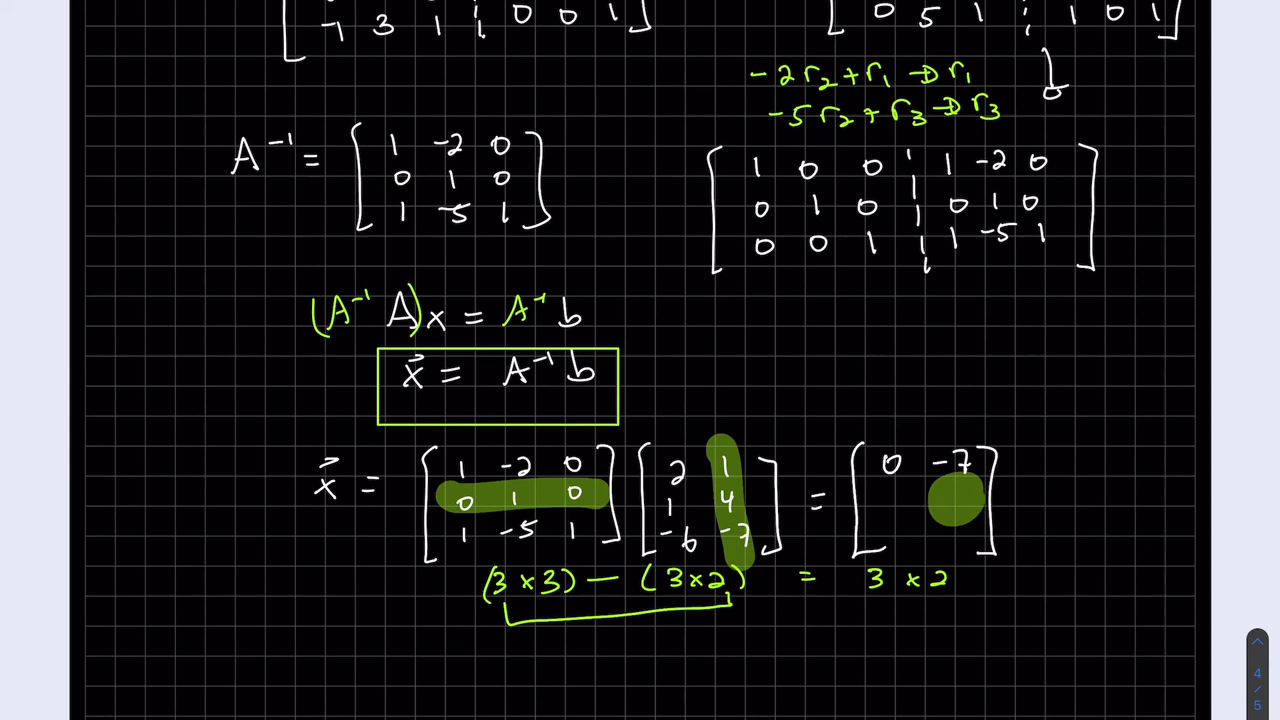 -1 3 1 ¦ 0 0 1
0 5 1 ¦ 1 0 1
-2r₂ + r₁ → r₁
-5r₂ + r₃ → r₃
A⁻¹ = [ 1 -2 0
0 1 0
1 -5 1 ]
[ 1 0 0 ¦ 1 -2 0
0 1 0 ¦ 0 1 0
0 0 1 ¦ 1 -5 1 ]
(A⁻¹ A)x = A⁻¹ b
x⃗ = A⁻¹ b
x⃗ = [ 1 -2 0 [ 2 1 = [ 0 -7
0 1 0 1 4
1 -5 1 ] -6 -7 ] ]
(3 × 3) — (3 × 2) = 3 × 2
4
/
5